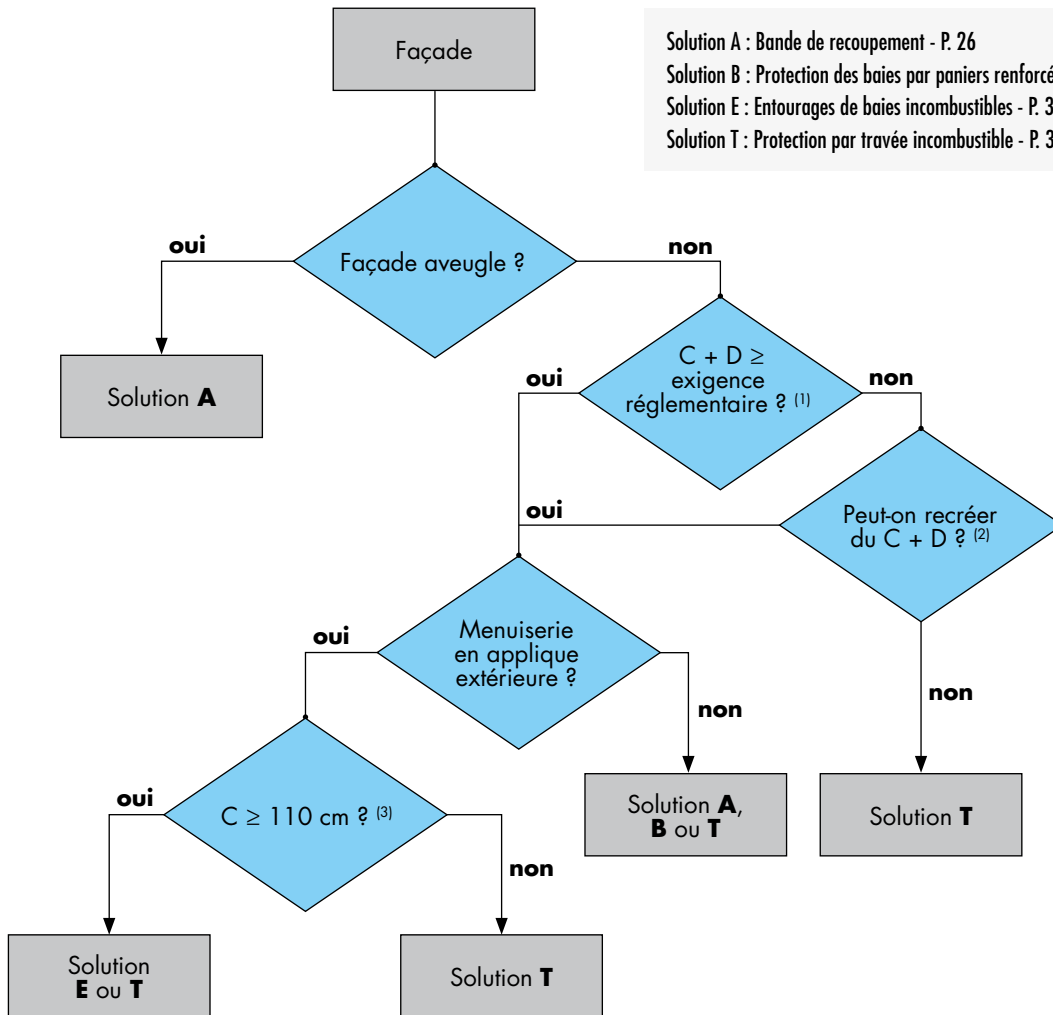 Façade
Solution A : Bande de recoupement - P. 26
Solution B : Protection des baies par paniers renforcé
Solution E : Entourages de baies incombustibles - P. 3
Solution T : Protection par travée incombustible - P. 3
oui
Façade aveugle ?
non
Solution A
oui
C + D ≥
exigence
réglementaire ? (1)
non
oui
Peut-on recréer
du C + D ? (2)
oui
Menuiserie
en applique
extérieure ?
non
non
oui
C ≥ 110 cm ? (3)
non
Solution A,
B ou T
Solution T
Solution
E ou T
Solution T